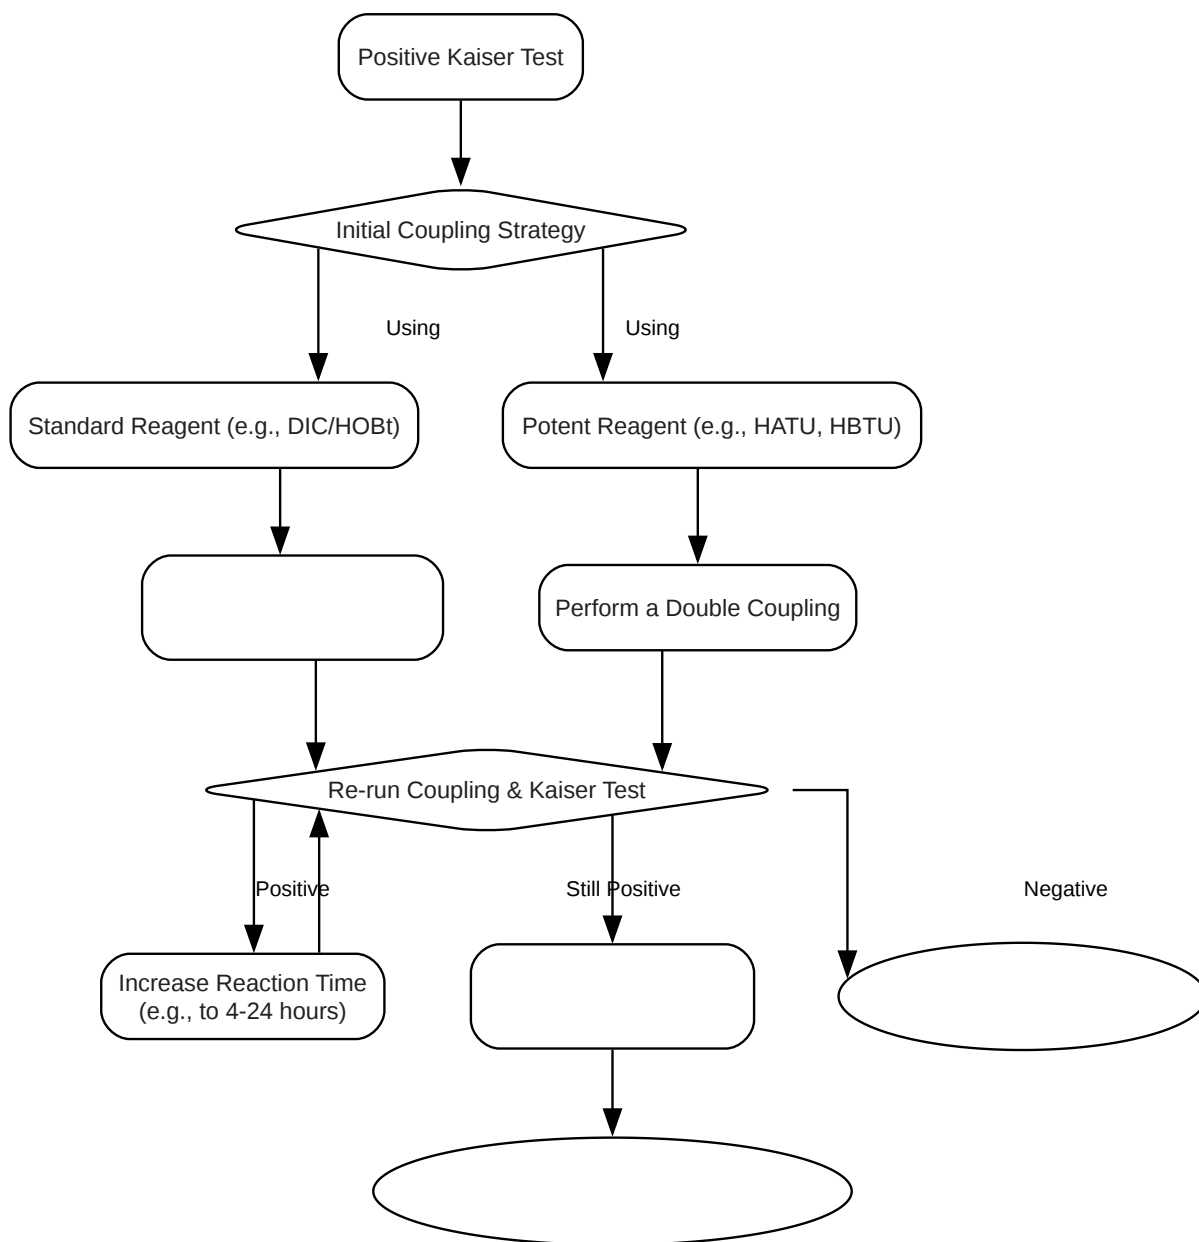 Positive Kaiser Test
Initial Coupling Strategy
Using
Using
Standard Reagent (e.g., DIC/HOBt)
Potent Reagent (e.g., HATU, HBTU)
Perform a Double Coupling
Re-run Coupling & Kaiser Test
Positive
Still Positive
Negative
Increase Reaction Time
(e.g., to 4-24 hours)